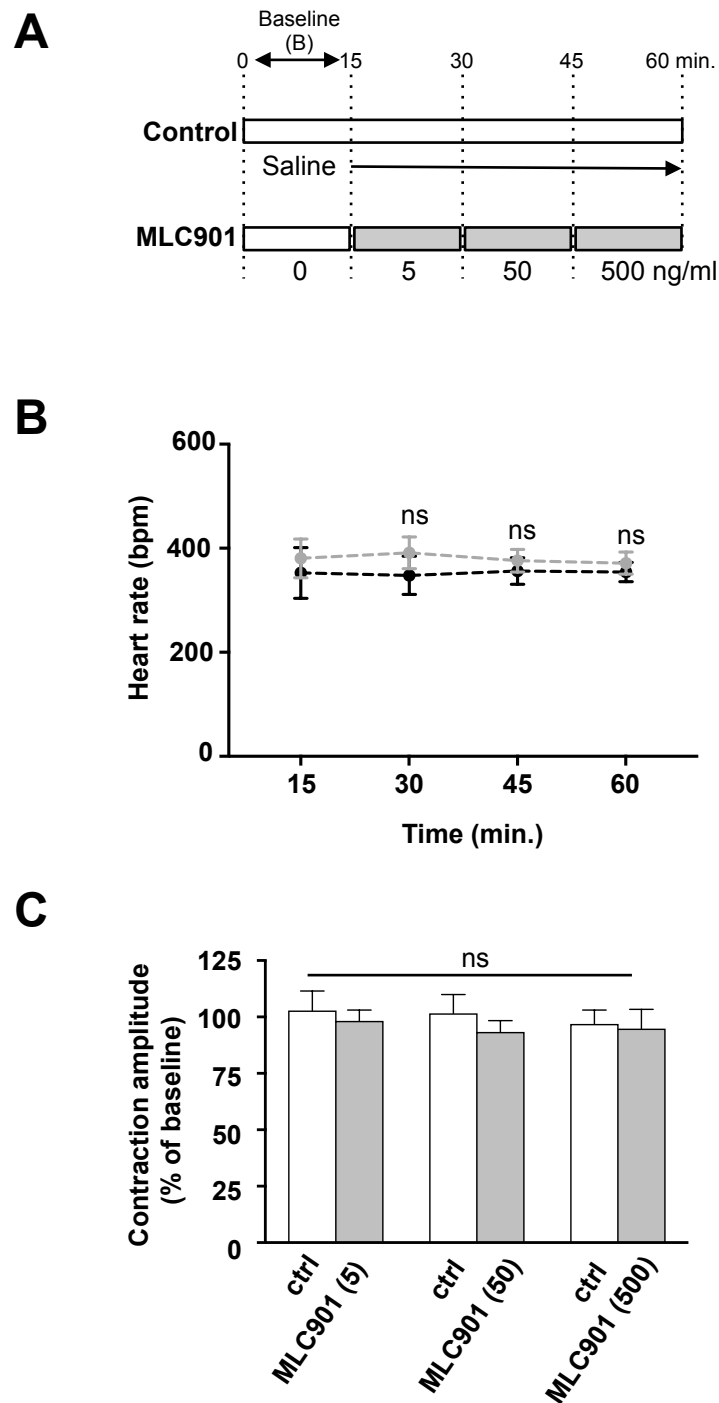 A
Baseline
(B)
0 15 30 45 60 min.
Control
Saline
MLC901
0 5 50 500 ng/ml
B
Heart rate (bpm)
600
400
200
0
ns ns ns
15 30 45 60
Time (min.)
C
Contraction amplitude
(% of baseline)
125
100
75
50
25
0
ns
ctrl
MLC901 (5)
ctrl
MLC901 (50)
ctrl
MLC901 (500)